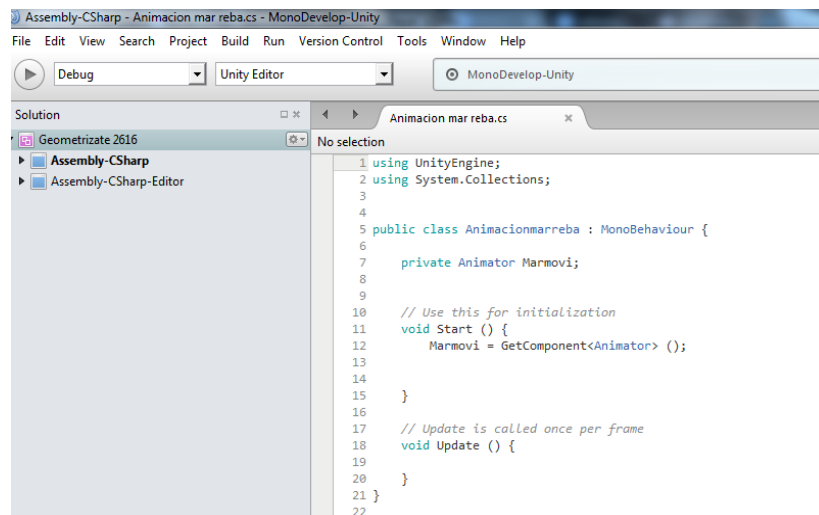 Assembly-CSharp - Animacion mar reba.cs - MonoDevelop-Unity
File Edit View Search Project Build Run Version Control Tools Window Help
Debug Unity Editor MonoDevelop-Unity
Solution
Animacion mar reba.cs
Geometrizate 2616
No selection
Assembly-CSharp
Assembly-CSharp-Editor
1 using UnityEngine;
2 using System.Collections;
3
4
5 public class Animacionmarreba : MonoBehaviour {
6
7 private Animator Marmovi;
8
9
10 // Use this for initialization
11 void Start () {
12 Marmovi = GetComponent<Animator> ();
13
14
15 }
16
17 // Update is called once per frame
18 void Update () {
19
20 }
21 }
22